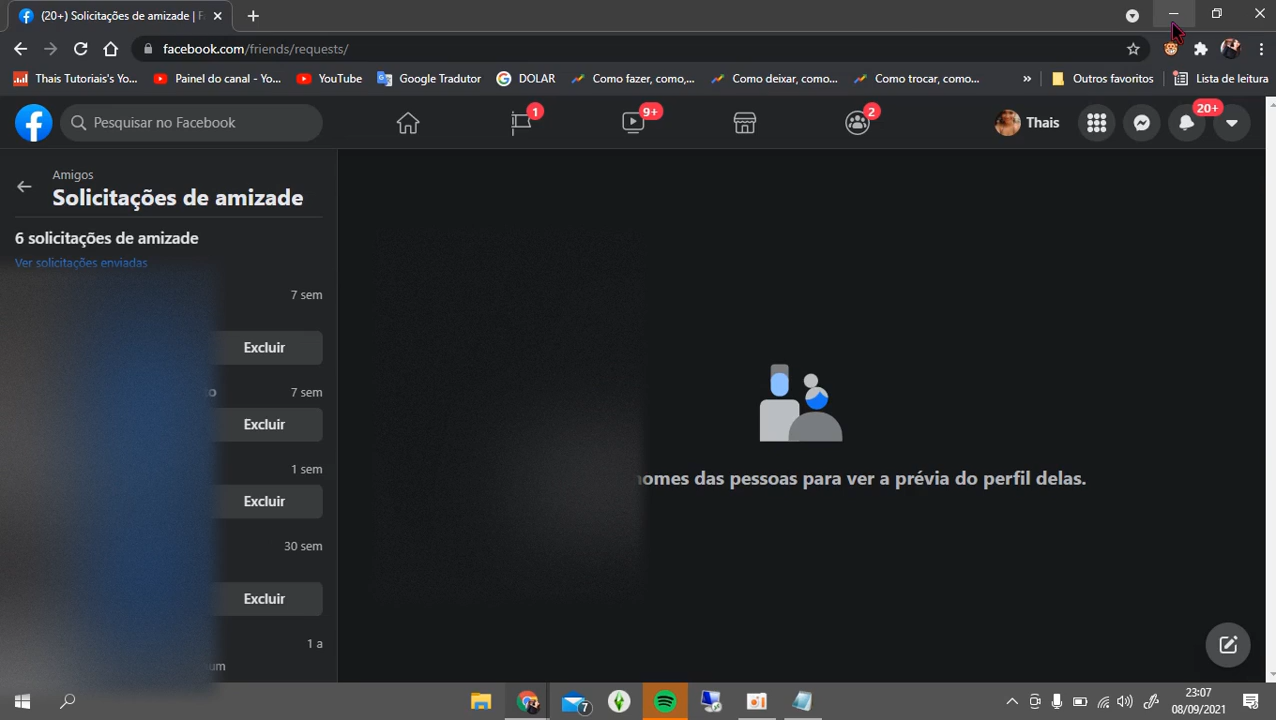 (20+) Solicitações de amizade | F
facebook.com/friends/requests/
Thais Tutoriais's Yo...
Painel do canal - Yo...
YouTube
Google Tradutor
DOLAR
Como fazer, como,...
Como deixar, como...
Como trocar, como...
»
Outros favoritos
Lista de leitura
Pesquisar no Facebook
1
9+
2
Thais
20+
Amigos
Solicitações de amizade
6 solicitações de amizade
Ver solicitações enviadas
7 sem
Excluir
7 sem
Excluir
1 sem
Excluir
30 sem
Excluir
1 a
nomes das pessoas para ver a prévia do perfil delas.
7
23:07
08/09/2021